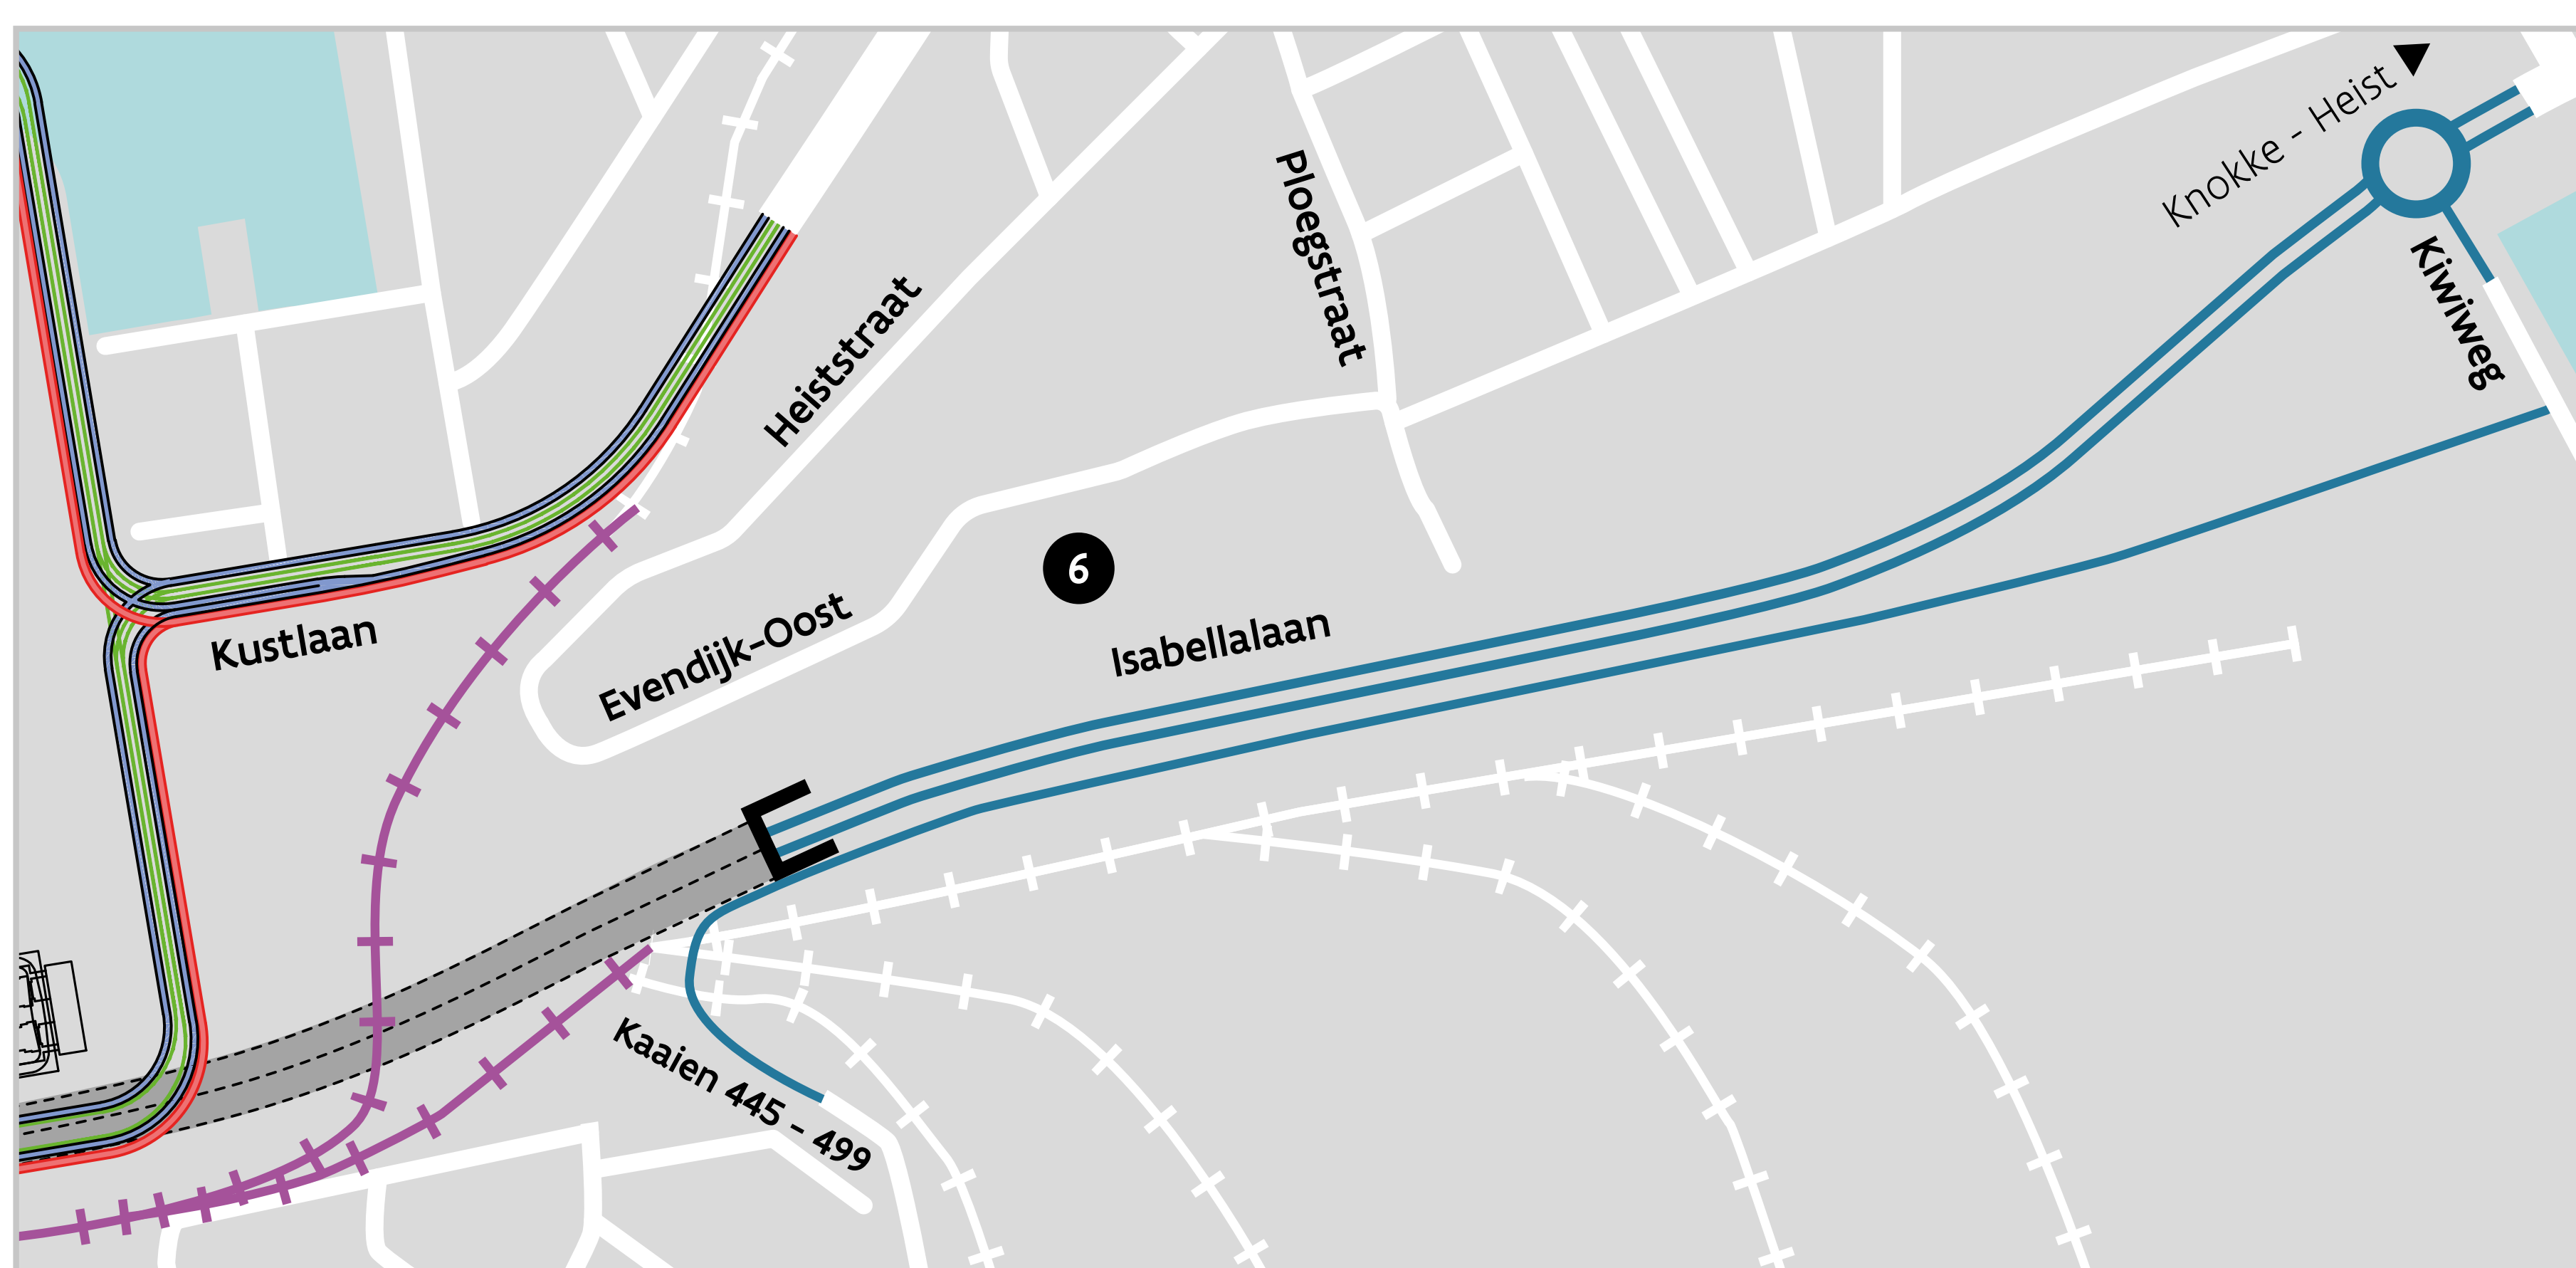 Knokke - Heist
Ploegstraat
Kiwiweg
Heiststraat
6
Isabellalaan
Evendijk-Oost
Kustlaan
Kaaien 445 - 499